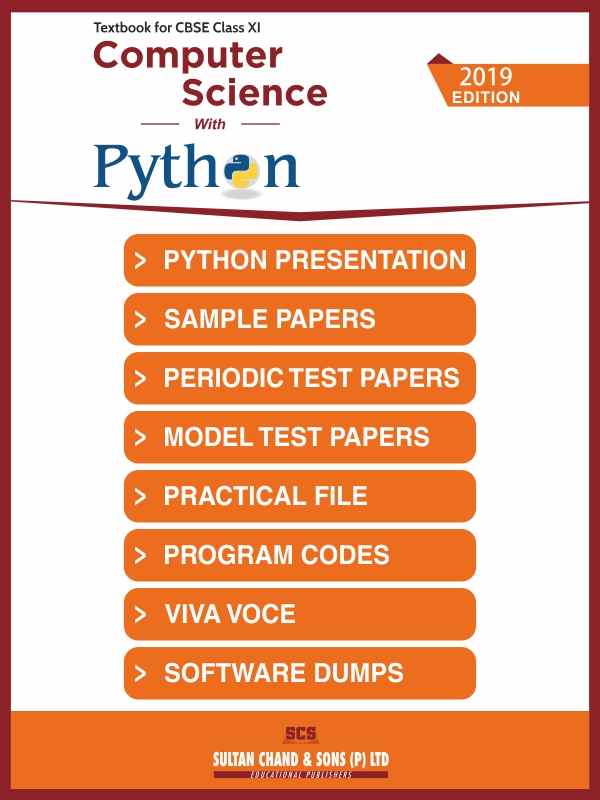 Textbook for CBSE Class XI
Computer
Science
With
Python
2019
EDITION
> PYTHON PRESENTATION
> SAMPLE PAPERS
> PERIODIC TEST PAPERS
> MODEL TEST PAPERS
> PRACTICAL FILE
> PROGRAM CODES
> VIVA VOCE
> SOFTWARE DUMPS
SCS
SULTAN CHAND & SONS (P) LTD
EDUCATIONAL PUBLISHERS